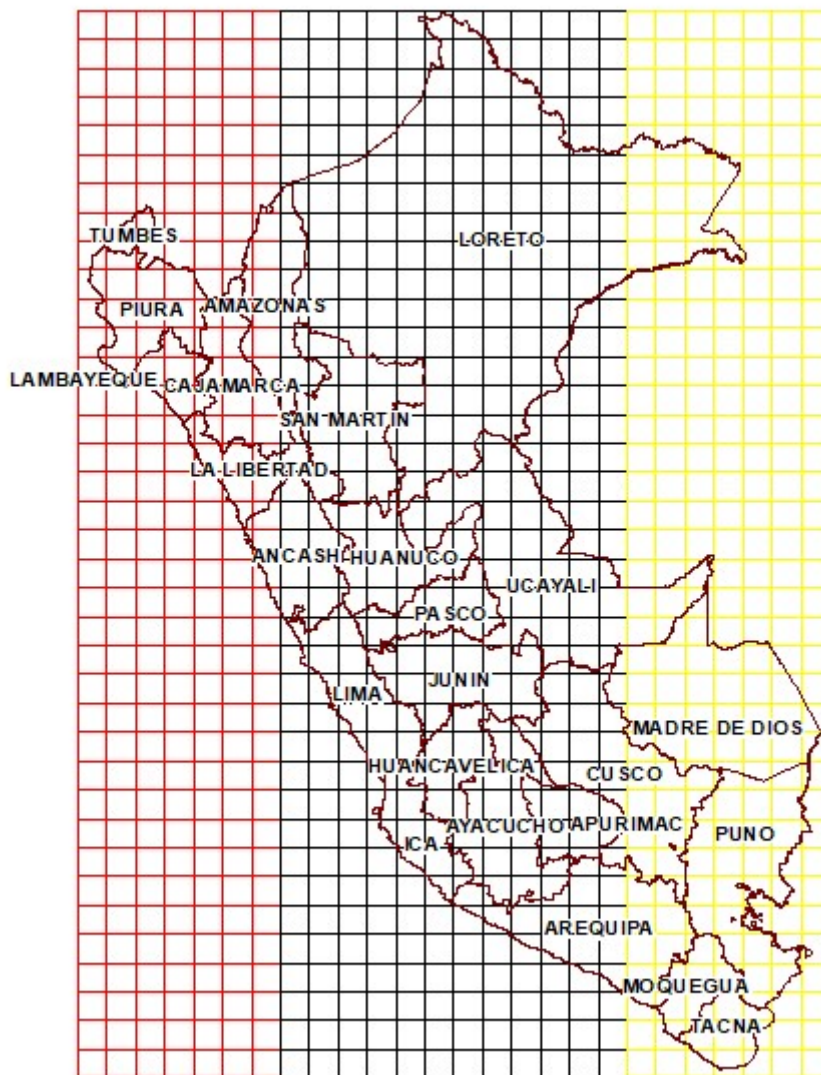 TUMBES
LORETO
PIURA
AMAZONAS
LAMBAYEQUE
CAJAMARCA
SAN MARTIN
LA LIBERTAD
ANCASH
HUANUCO
UCAYALI
PASCO
JUNIN
LIMA
MADRE DE DIOS
HUANCAVELICA
CUSCO
AYACUCHO
APURIMAC
PUNO
ICA
AREQUIPA
MOQUEGUA
TACNA